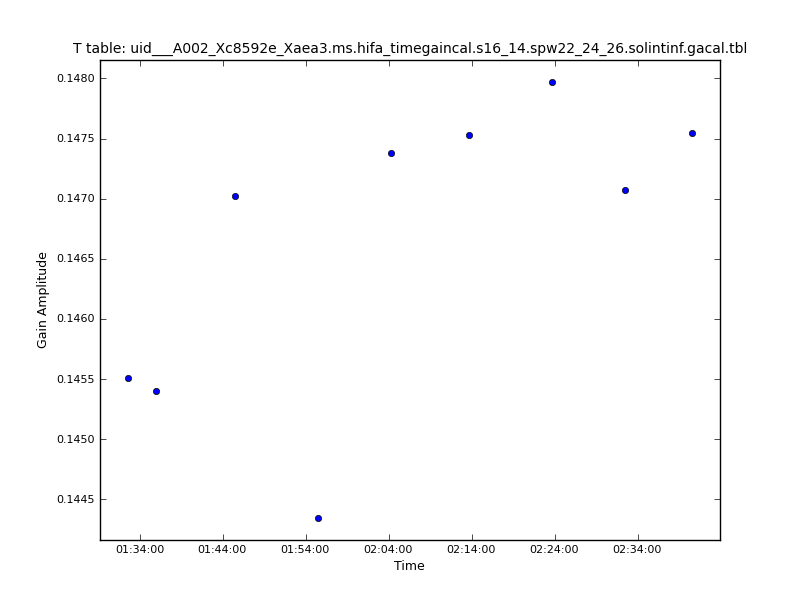 T table: uid___A002_Xc8592e_Xaea3.ms.hifa_timegaincal.s16_14.spw22_24_26.solintinf.gacal.tbl
0.1480
0.1475
0.1470
0.1465
0.1460
0.1455
0.1450
0.1445
Gain Amplitude
01:34:00 01:44:00 01:54:00 02:04:00 02:14:00 02:24:00 02:34:00
Time